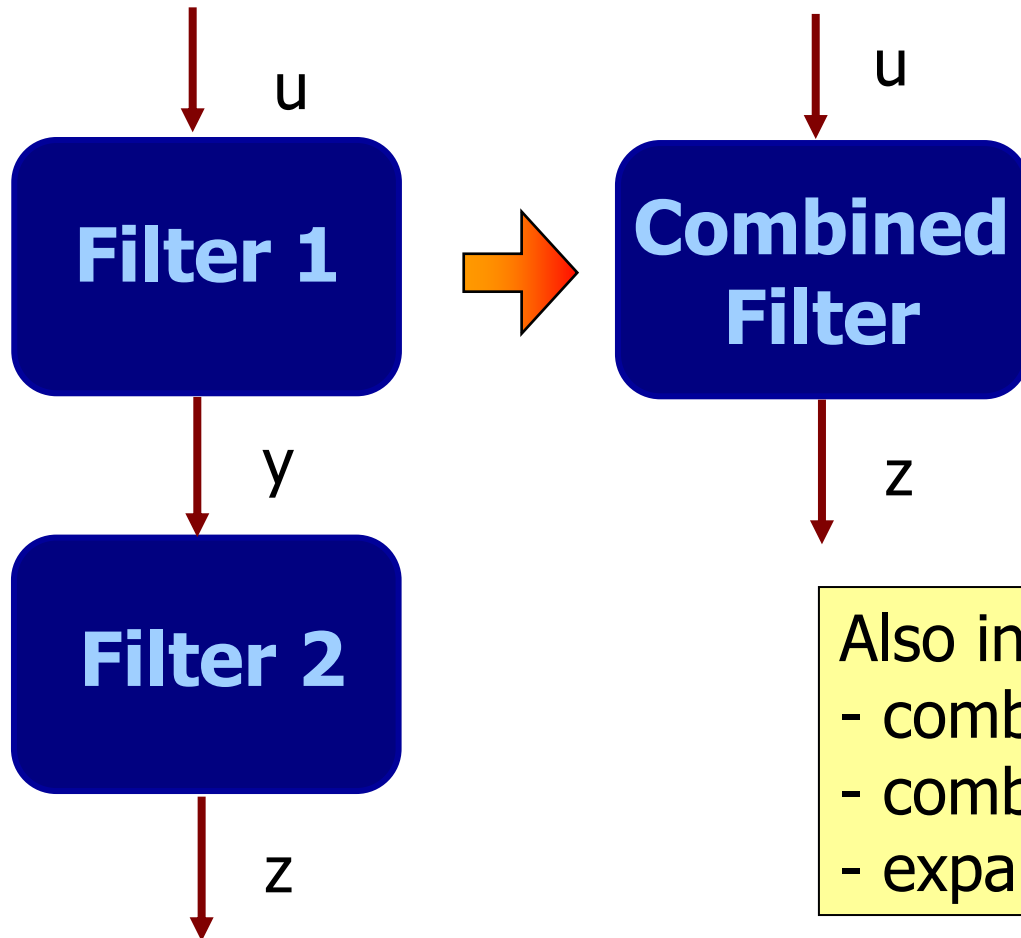 u
Filter 1
y
Filter 2
z
u
Combined
Filter
z
Also in
- comb
- comb
- expa